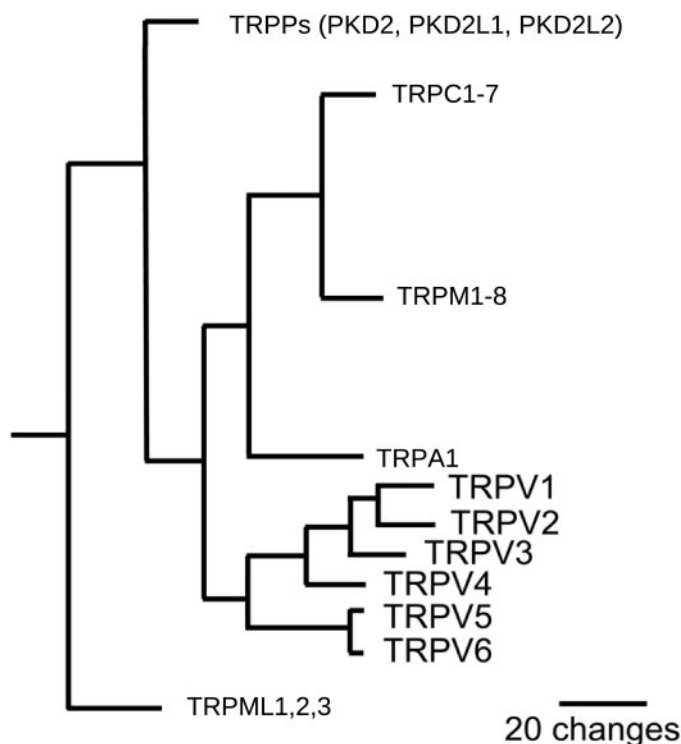 TRPPs (PKD2, PKD2L1, PKD2L2)
TRPC1-7
TRPM1-8
TRPA1
TRPV1
TRPV2
TRPV3
TRPV4
TRPV5
TRPV6
TRPML1,2,3
20 changes